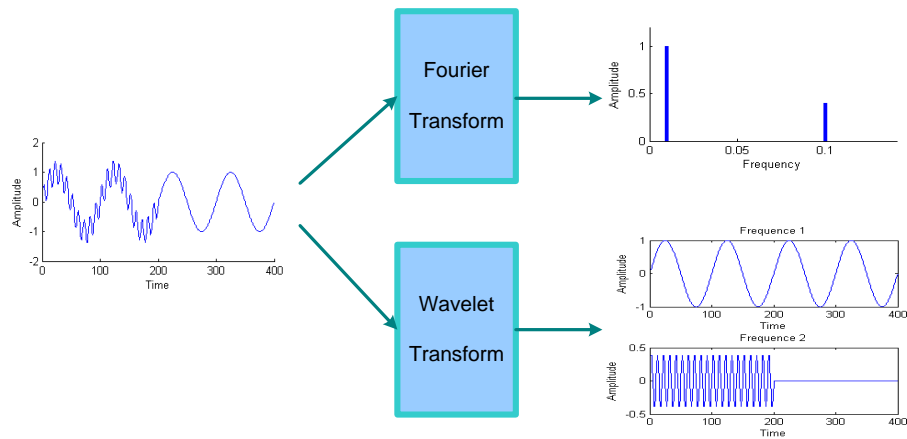 2
1
0
-1
-2
Amplitude
0
100
200
300
400
Time
Fourier
Transform
1
0.5
0
Amplitude
0
0.05
0.1
Frequency
Wavelet
Transform
Frequence 1
1
0
-1
Amplitude
0
100
200
300
400
Time
Frequence 2
0.5
0
-0.5
Amplitude
0
100
200
300
400
Time